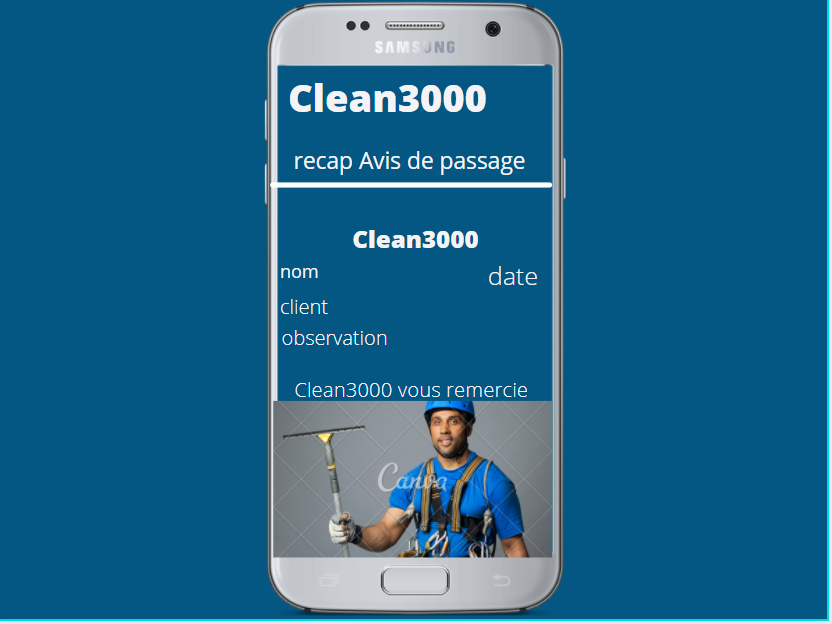 SAMSUNG
Clean3000
recap Avis de passage
Clean3000
nom
date
client
observation
Clean3000 vous remercie
Canva